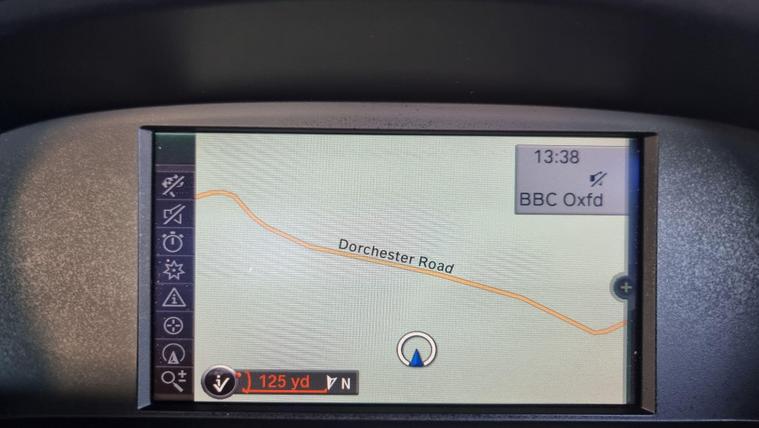 13:38
BBC Oxfd
Dorchester Road
125 yd N